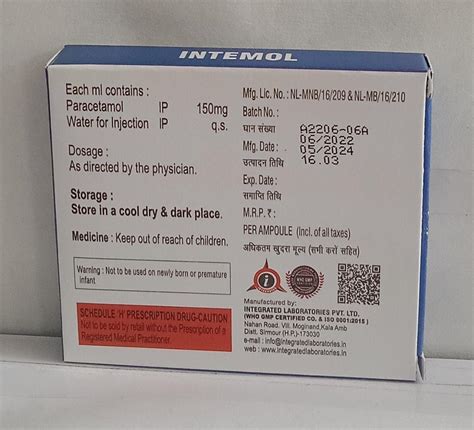 INTEMOL
Each ml contains :
Paracetamol IP 150mg
Water for Injection IP q.s.
Dosage :
As directed by the physician.
Storage :
Store in a cool dry & dark place.
Medicine : Keep out of reach of children.
Warning : Not to be used on newly born or premature
infant
SCHEDULE 'H' PRESCRIPTION DRUG-CAUTION
Not to be sold by retail without the Prescription of a
Registered Medical Practitioner.
Mfg. Lic. No. : NL-MNB/16/209 & NL-MB/16/210
Batch No. :
घान संख्या A2206-06A
Mfg. Date : 06/2022
उत्पादन तिथि 05/2024
Exp. Date : 16.03
समाप्ति तिथि
M.R.P. ₹ :
PER AMPOULE (Incl. of all taxes)
अधिकतम खुदरा मूल्य (सभी करों सहित)
WHO GMP
Manufactured by :
INTEGRATED LABORATORIES PVT. LTD.
(WHO GMP CERTIFIED CO. & ISO 9001:2015 )
Nahan Road. Vill. Moginand,Kala Amb
Distt. Sirmour (H.P.)-173030
e-mail : info@integratedlaboratories.in
web : www.integratedlaboratories.in